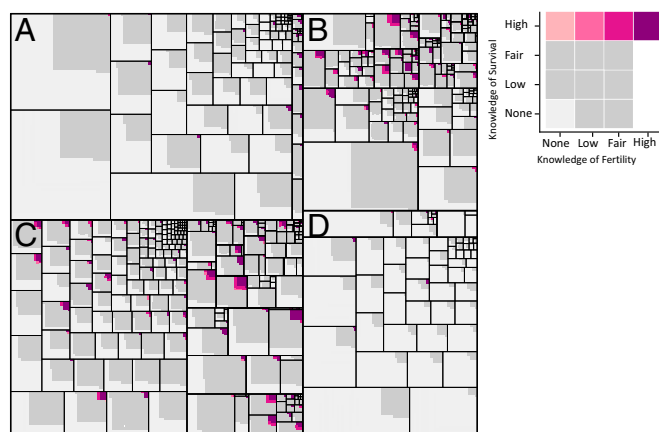 A
B
C
D
Knowledge of Survival
High
Fair
Low
None
None Low Fair High
Knowledge of Fertility